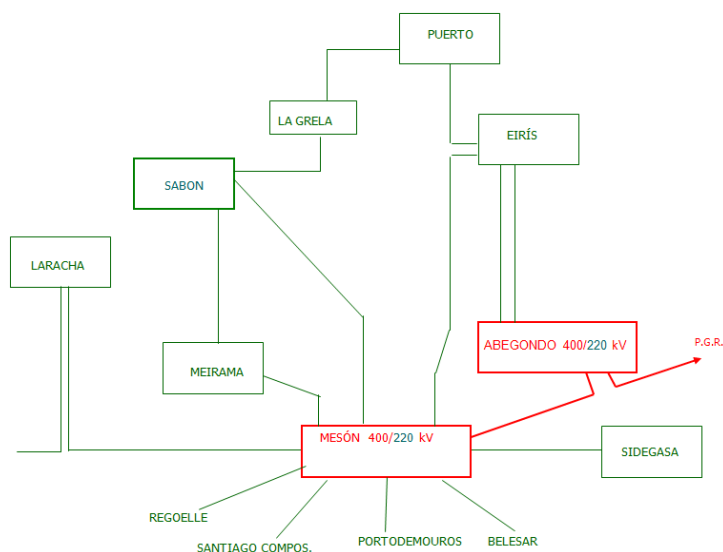 PUERTO
LA GRELA
EIRÍS
SABON
LARACHA
ABEGONDO 400/220 kV
P.G.R.
MEIRAMA
MESÓN 400/220 kV
SIDEGASA
REGOELLE
SANTIAGO COMPOS.
PORTODEMOUROS
BELESAR